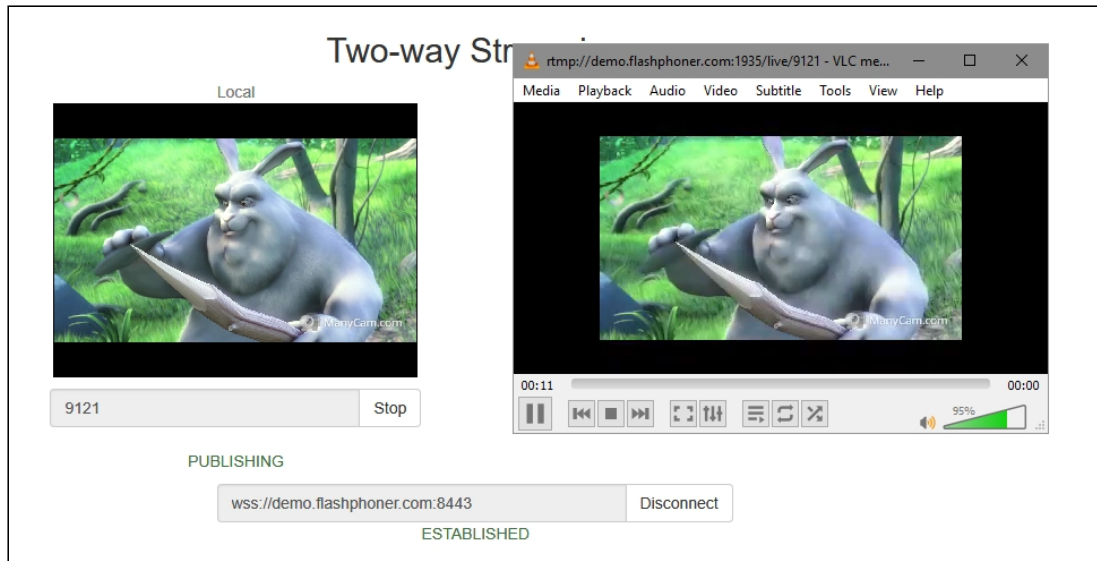 Two-way Str
Local
ManyCam.com
9121
Stop
PUBLISHING
wss://demo.flashphoner.com:8443
Disconnect
ESTABLISHED
rtmp://demo.flashphoner.com:1935/live/9121 - VLC me...
Media Playback Audio Video Subtitle Tools View Help
ManyCam.com
00:11
00:00
95%